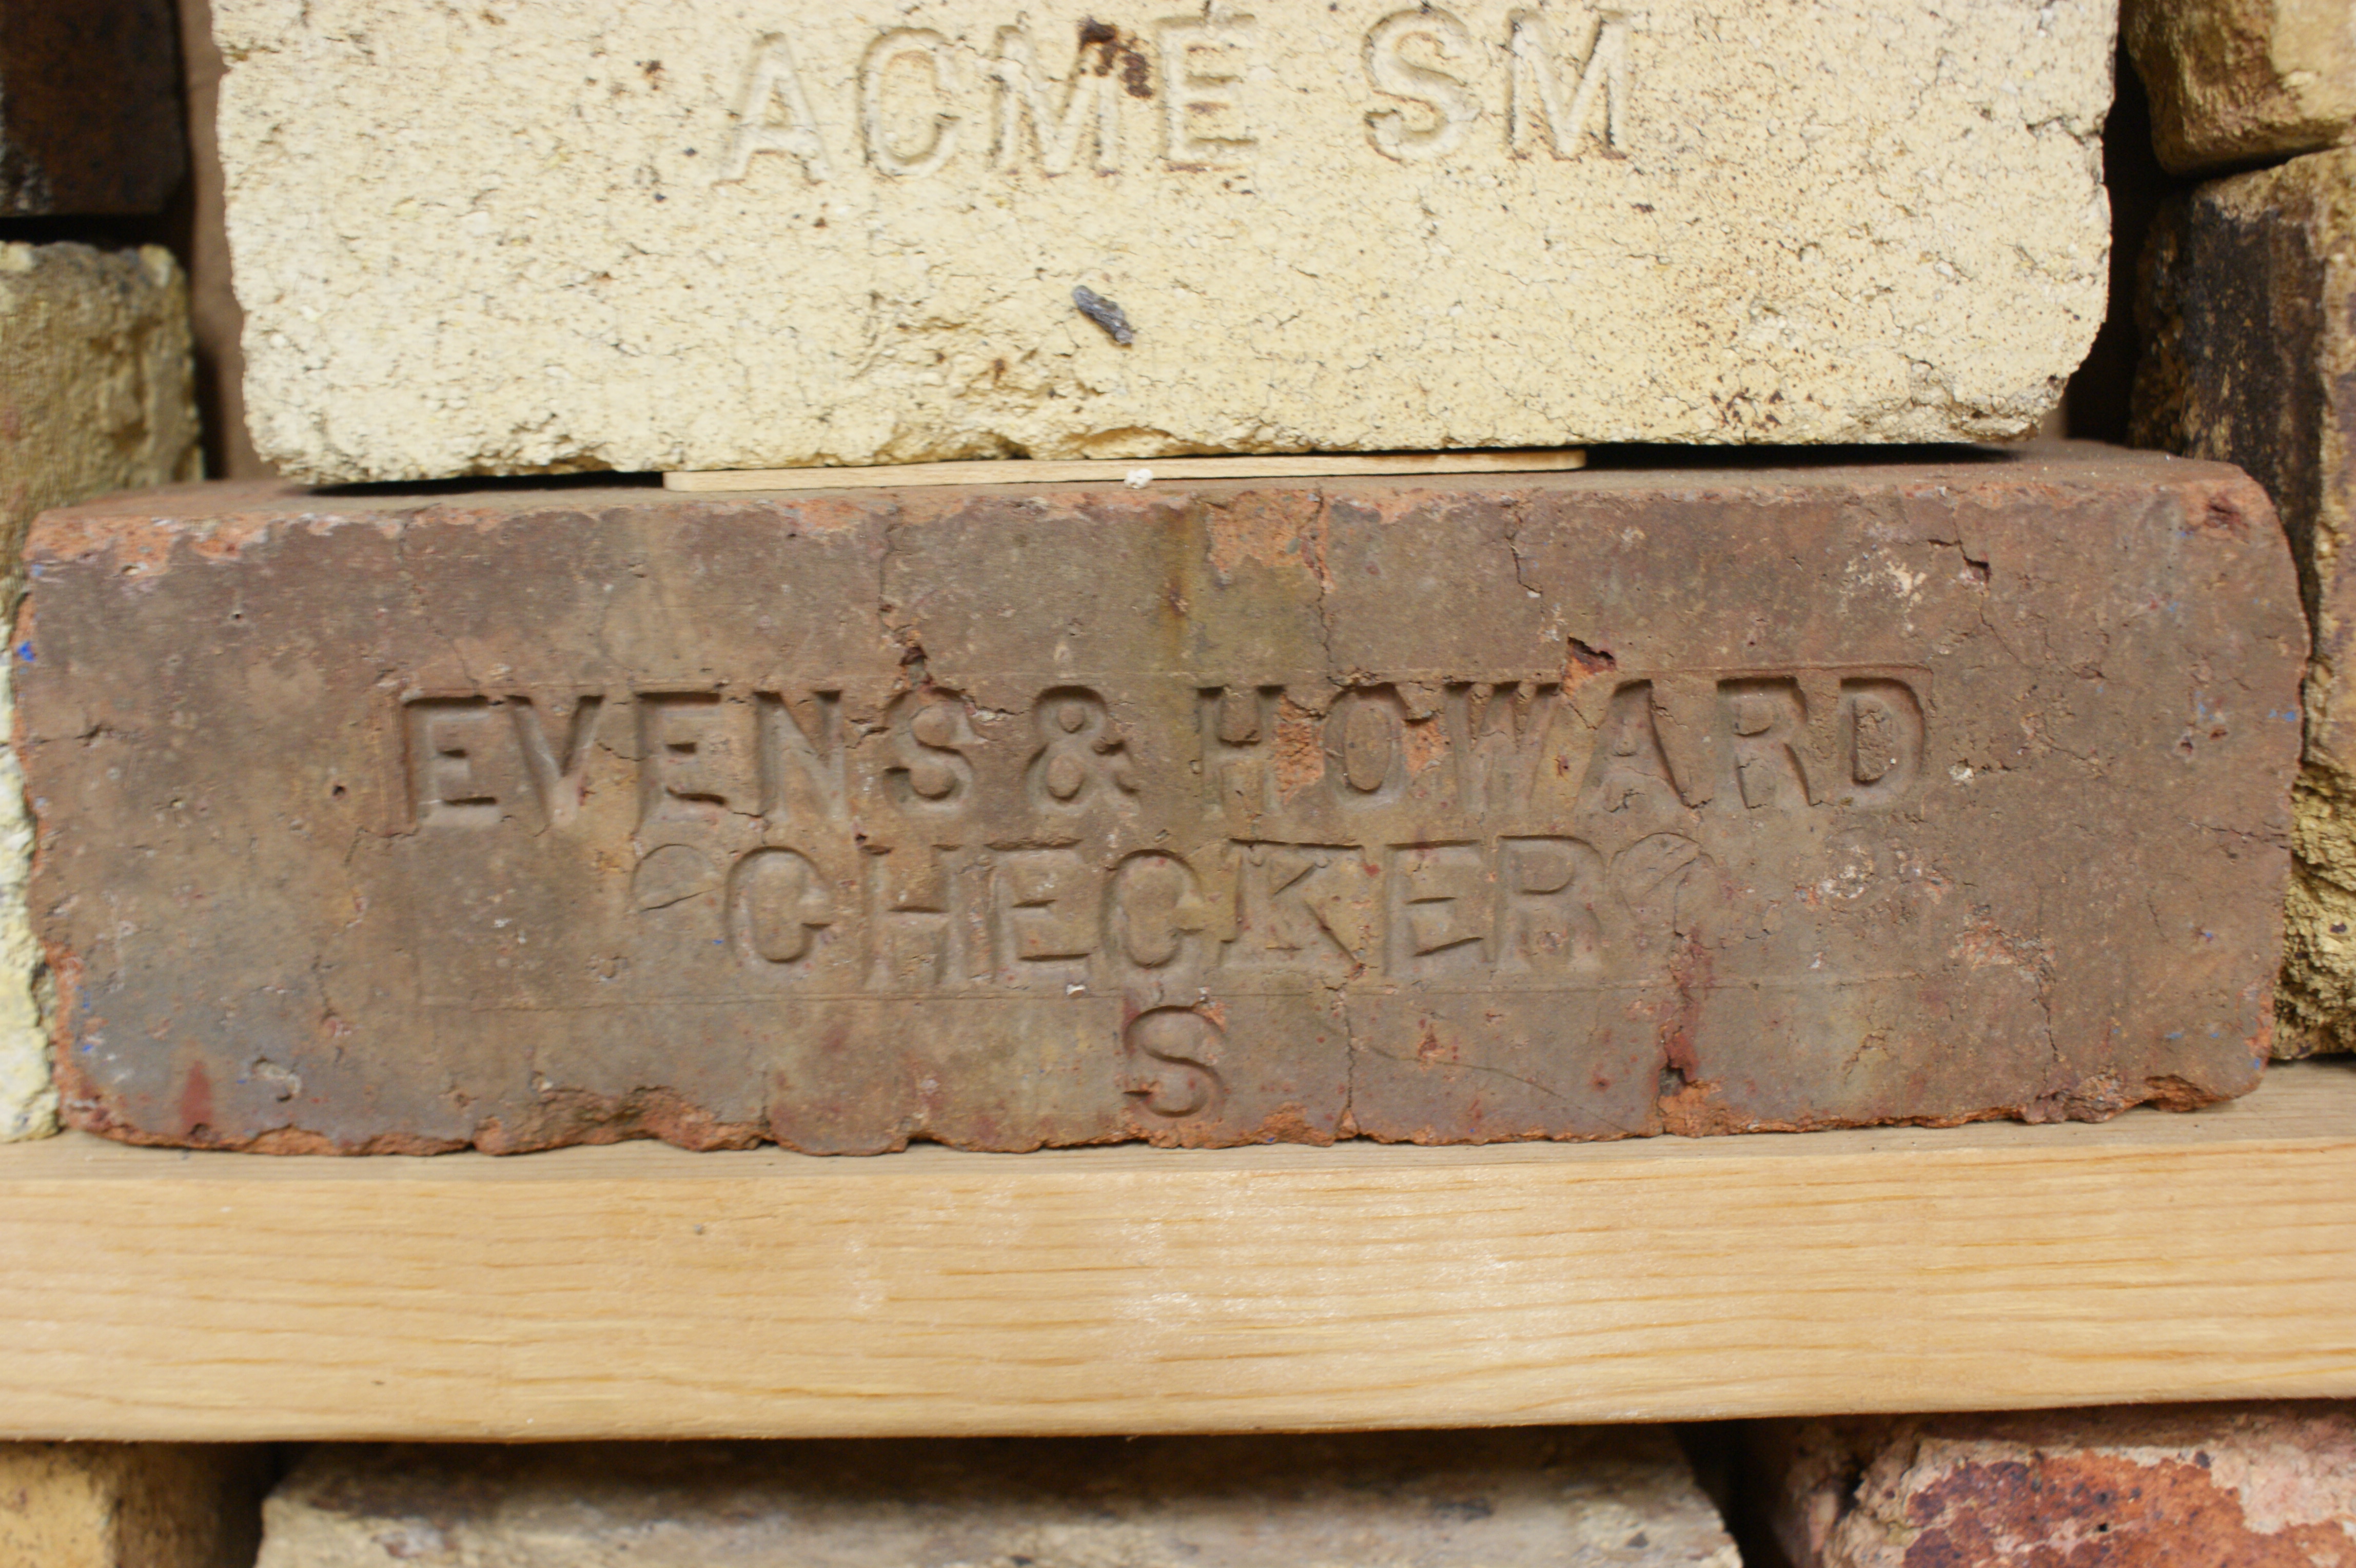 ACME SM
EVENS & HOWARD
CHECKER
S